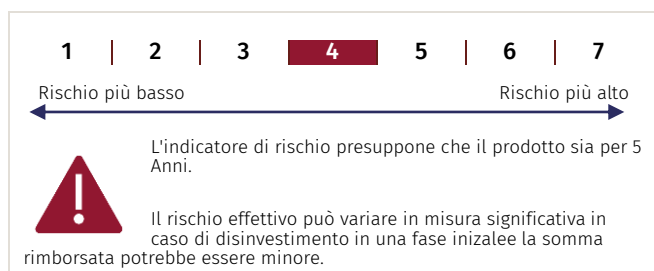 1 | 2 | 3 | 4 | 5 | 6 | 7
Rischio più basso Rischio più alto
L'indicatore di rischio presuppone che il prodotto sia per 5
Anni.
Il rischio effettivo può variare in misura significativa in
caso di disinvestimento in una fase inizalee la somma
rimborsata potrebbe essere minore.